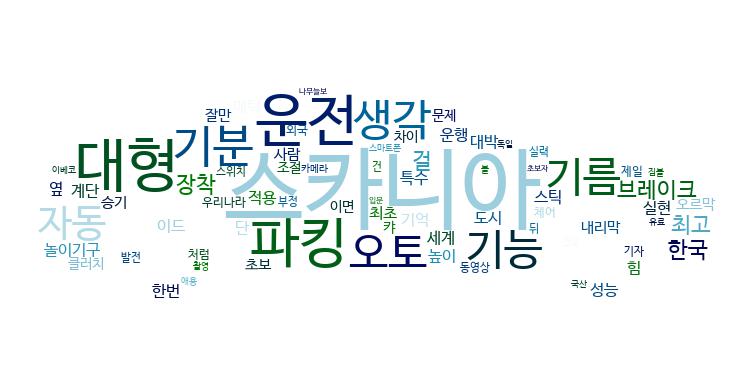 나무늘보
잘만
운전
생각
문제
외국
차이
운행
대박
독일
대형
기분
사람
스마트폰
걸
실력
이베코
스위치
조절
카메라
건
스카니아
볼
초보자
기름
제일
짐볼
옆
계단
장착
특수
브레이크
승기
우리나라
적용
부정
입문
스틱
실현
오르막
자동
이드
단
파킹
이면
최초
캬
기억
도시
체어
뒤
내리막
유료
최고
놀이기구
발전
처럼
오토
세계
높이
기능
기자
한국
클러치
촬영
초보
동영상
힘
한번
애용
국산
성능